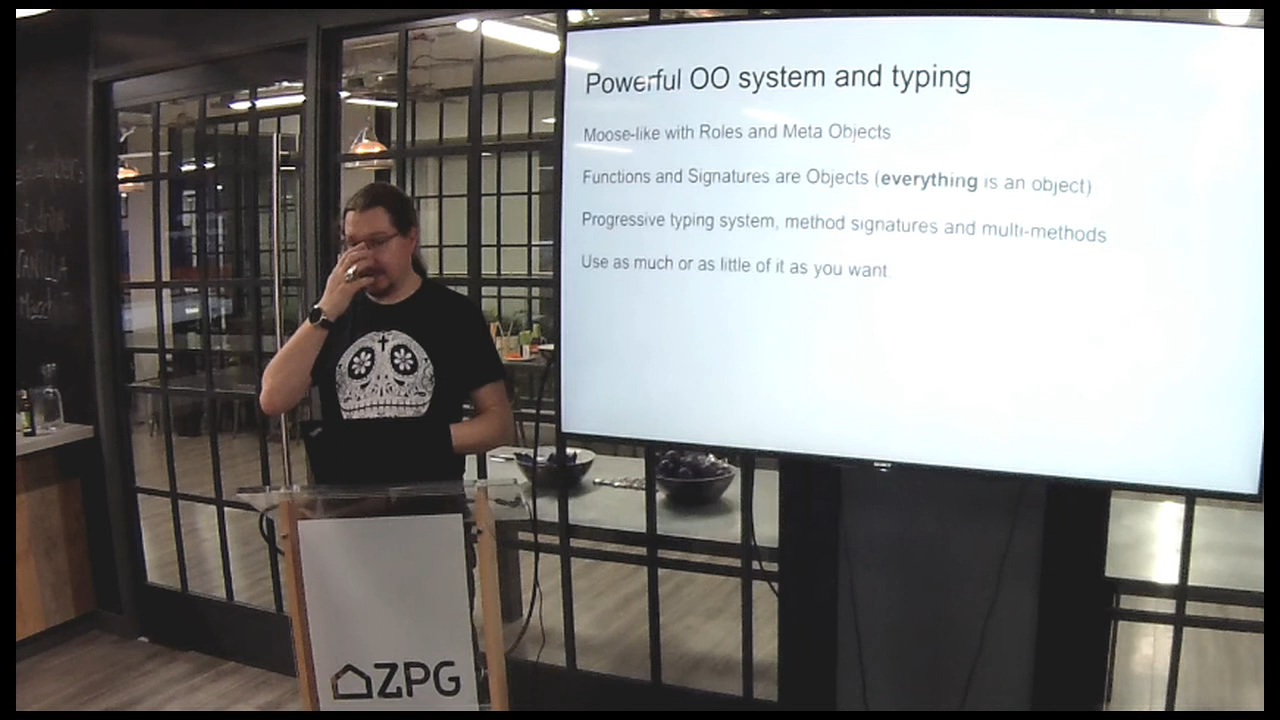 Powerful OO system and typing
Moose-like with Roles and Meta Objects
Functions and Signatures are Objects (everything is an object)
Progressive typing system, method signatures and multi-methods
Use as much or as little of it as you want
SONY
ZPG